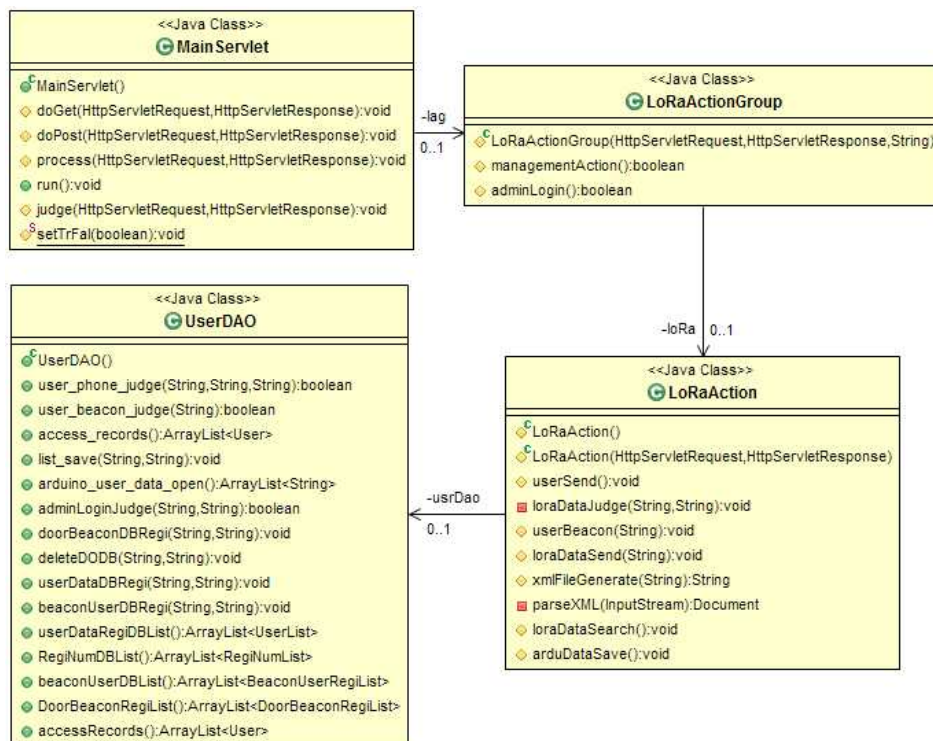 <<Java Class>>
MainServlet
MainServlet()
doGet(HttpServletRequest,HttpServletResponse):void
doPost(HttpServletRequest,HttpServletResponse):void
process(HttpServletRequest,HttpServletResponse):void
run():void
judge(HttpServletRequest,HttpServletResponse):void
setTrFal(boolean):void
-lag
0..1
<<Java Class>>
LoRaActionGroup
LoRaActionGroup(HttpServletRequest,HttpServletResponse,String)
managementAction():boolean
adminLogin():boolean
-loRa
0..1
<<Java Class>>
UserDAO
UserDAO()
user_phone_judge(String,String,String):boolean
user_beacon_judge(String):boolean
access_records():ArrayList<User>
list_save(String,String):void
arduino_user_data_open():ArrayList<String>
adminLoginJudge(String,String):boolean
doorBeaconDBRegi(String,String):void
deleteDODB(String,String):void
userDataDBRegi(String,String):void
beaconUserDBRegi(String,String):void
userDataRegiDBList():ArrayList<UserList>
RegiNumDBList():ArrayList<RegiNumList>
beaconUserDBList():ArrayList<BeaconUserRegiList>
DoorBeaconRegiList():ArrayList<DoorBeaconRegiList>
accessRecords():ArrayList<User>
-usrDao
0..1
<<Java Class>>
LoRaAction
LoRaAction()
LoRaAction(HttpServletRequest,HttpServletResponse)
userSend():void
loraDataJudge(String,String):void
userBeacon(String):void
loraDataSend(String):void
xmlFileGenerate(String):String
parseXML(InputStream):Document
loraDataSearch():void
arduDataSave():void